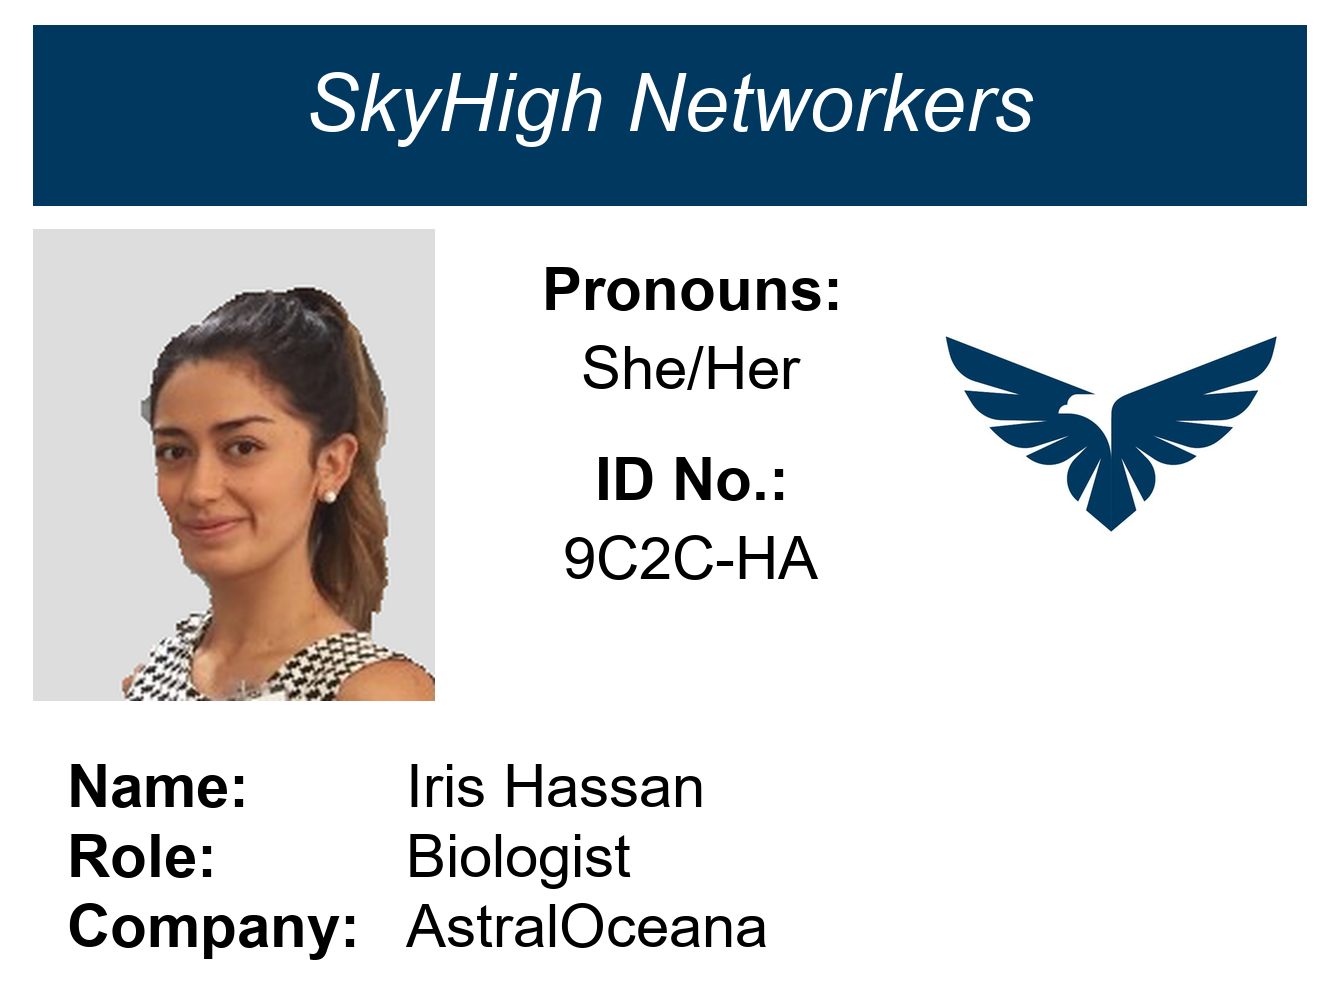 SkyHigh Networkers
Pronouns:
She/Her
ID No.:
9C2C-HA
Name: Iris Hassan
Role: Biologist
Company: AstralOceana